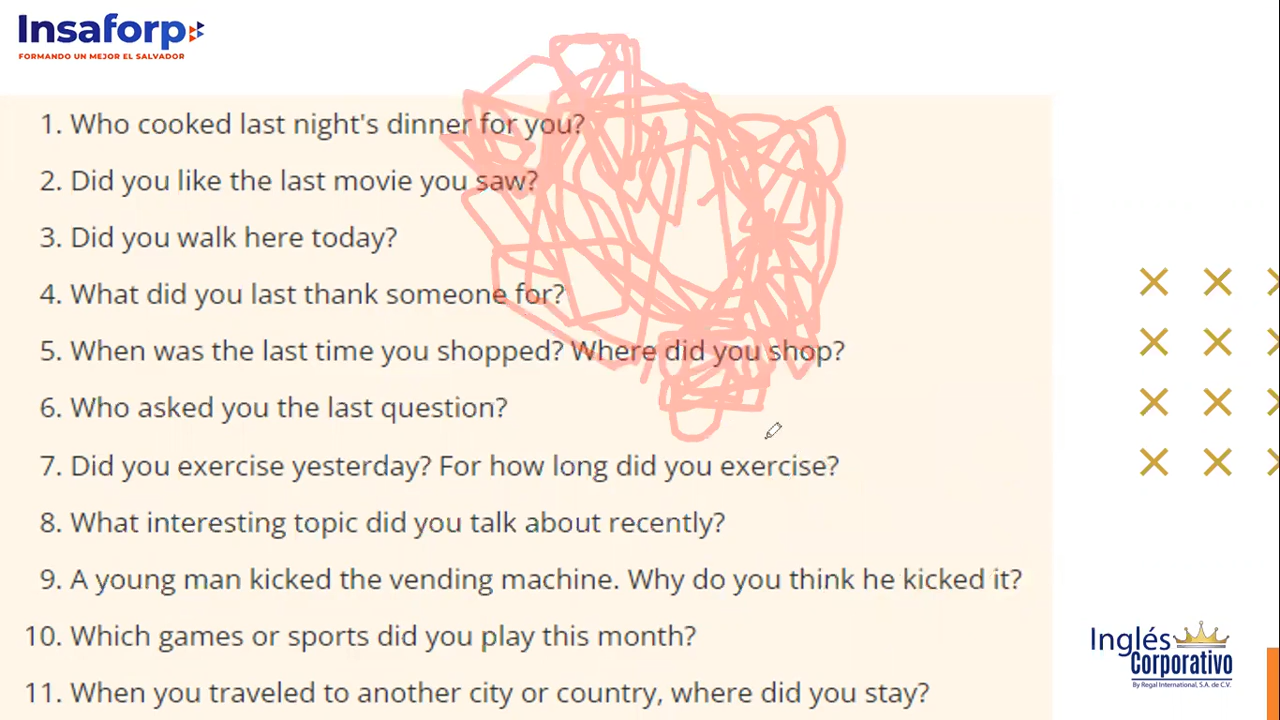 Insaforp
FORMANDO UN MEJOR EL SALVADOR
1. Who cooked last night's dinner for you?
2. Did you like the last movie you saw?
3. Did you walk here today?
4. What did you last thank someone for?
5. When was the last time you shopped? Where did you shop?
6. Who asked you the last question?
7. Did you exercise yesterday? For how long did you exercise?
8. What interesting topic did you talk about recently?
9. A young man kicked the vending machine. Why do you think he kicked it?
10. Which games or sports did you play this month?
11. When you traveled to another city or country, where did you stay?
Inglés
Corporativo
By Regal International, S.A. de C.V.